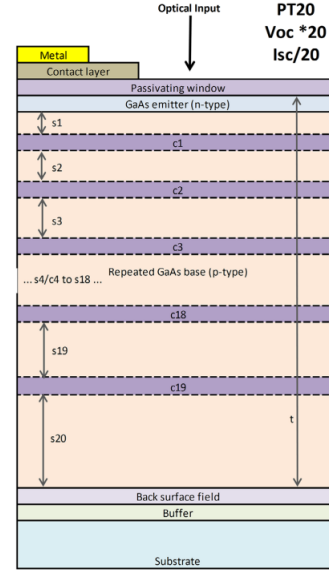 Optical Input
PT20
Voc *20
Isc/20
Metal
Contact layer
Passivating window
GaAs emitter (n-type)
s1
c1
s2
c2
s3
c3
Repeated GaAs base (p-type)
... s4/c4 to s18 ...
c18
s19
c19
t
s20
Back surface field
Buffer
Substrate